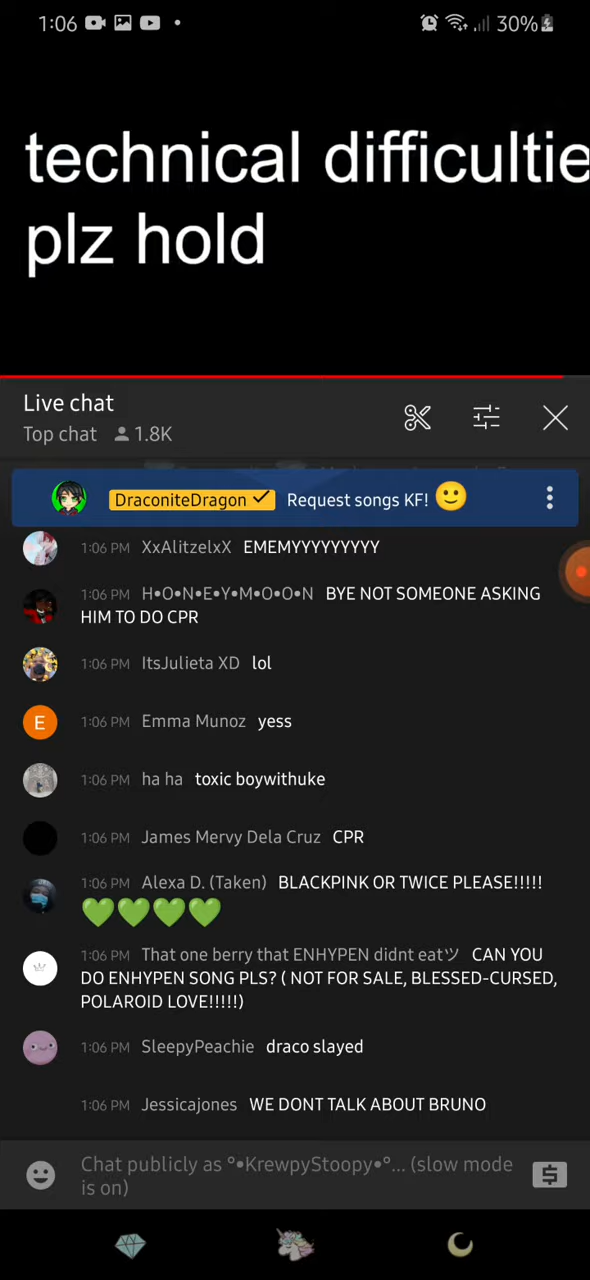 1:06
30%
technical difficultie
plz hold
Live chat
Top chat 1.8K
DraconiteDragon Request songs KF!
1:06 PM XxAlitzelxX EMEMYYYYYYYYY
1:06 PM H•O•N•E•Y•M•O•O•N BYE NOT SOMEONE ASKING
HIM TO DO CPR
1:06 PM ItsJulieta XD lol
E
1:06 PM Emma Munoz yess
1:06 PM ha ha toxic boywithuke
1:06 PM James Mervy Dela Cruz CPR
1:06 PM Alexa D. (Taken) BLACKPINK OR TWICE PLEASE!!!!!
💚💚💚💚
1:06 PM That one berry that ENHYPEN didnt eatツ CAN YOU
DO ENHYPEN SONG PLS? ( NOT FOR SALE, BLESSED-CURSED,
POLAROID LOVE!!!!!)
1:06 PM SleepyPeachie draco slayed
1:06 PM Jessicajones WE DONT TALK ABOUT BRUNO
Chat publicly as °•KrewpyStoopy•°... (slow mode
is on)